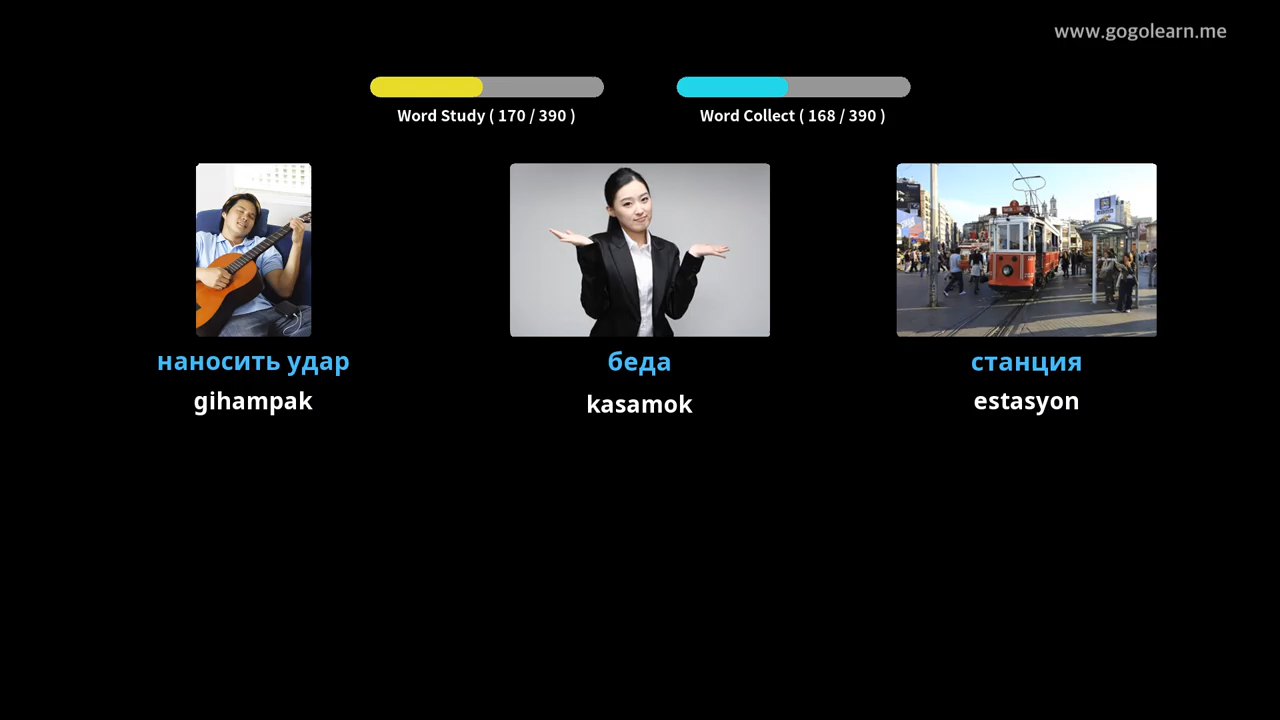 www.gogolearn.me
Word Study ( 170 / 390 )
Word Collect ( 168 / 390 )
наносить удар
беда
станция
gihampak
kasamok
estasyon